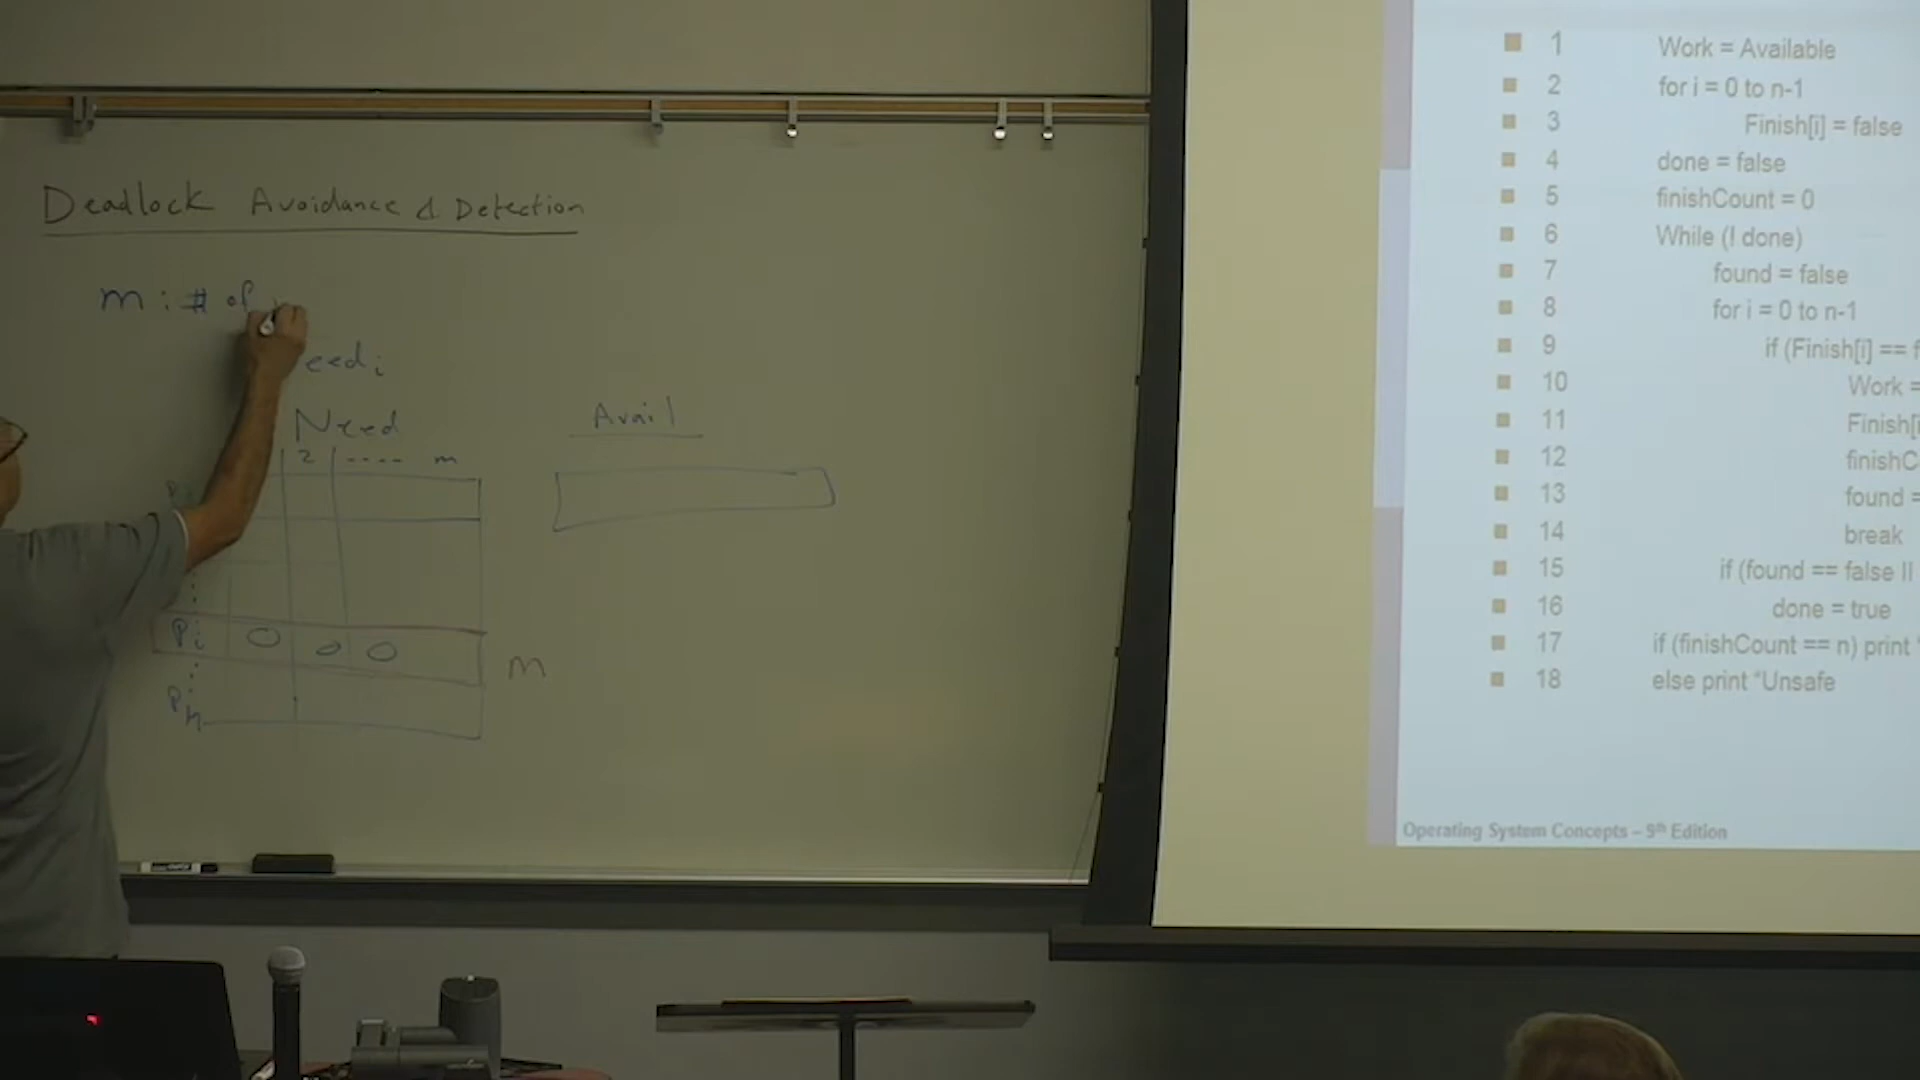 Deadlock Avoidance & Detection
m : # of
eed i
Need
2 ---- m
Avail
Pi 0 0 0
m
Pn
1 Work = Available
2 for i = 0 to n-1
3 Finish[i] = false
4 done = false
5 finishCount = 0
6 While (! done)
7 found = false
8 for i = 0 to n-1
9 if (Finish[i] == f
10 Work =
11 Finish[i
12 finishC
13 found =
14 break
15 if (found == false ||
16 done = true
17 if (finishCount == n) print "
18 else print "Unsafe
Operating System Concepts – 9th Edition